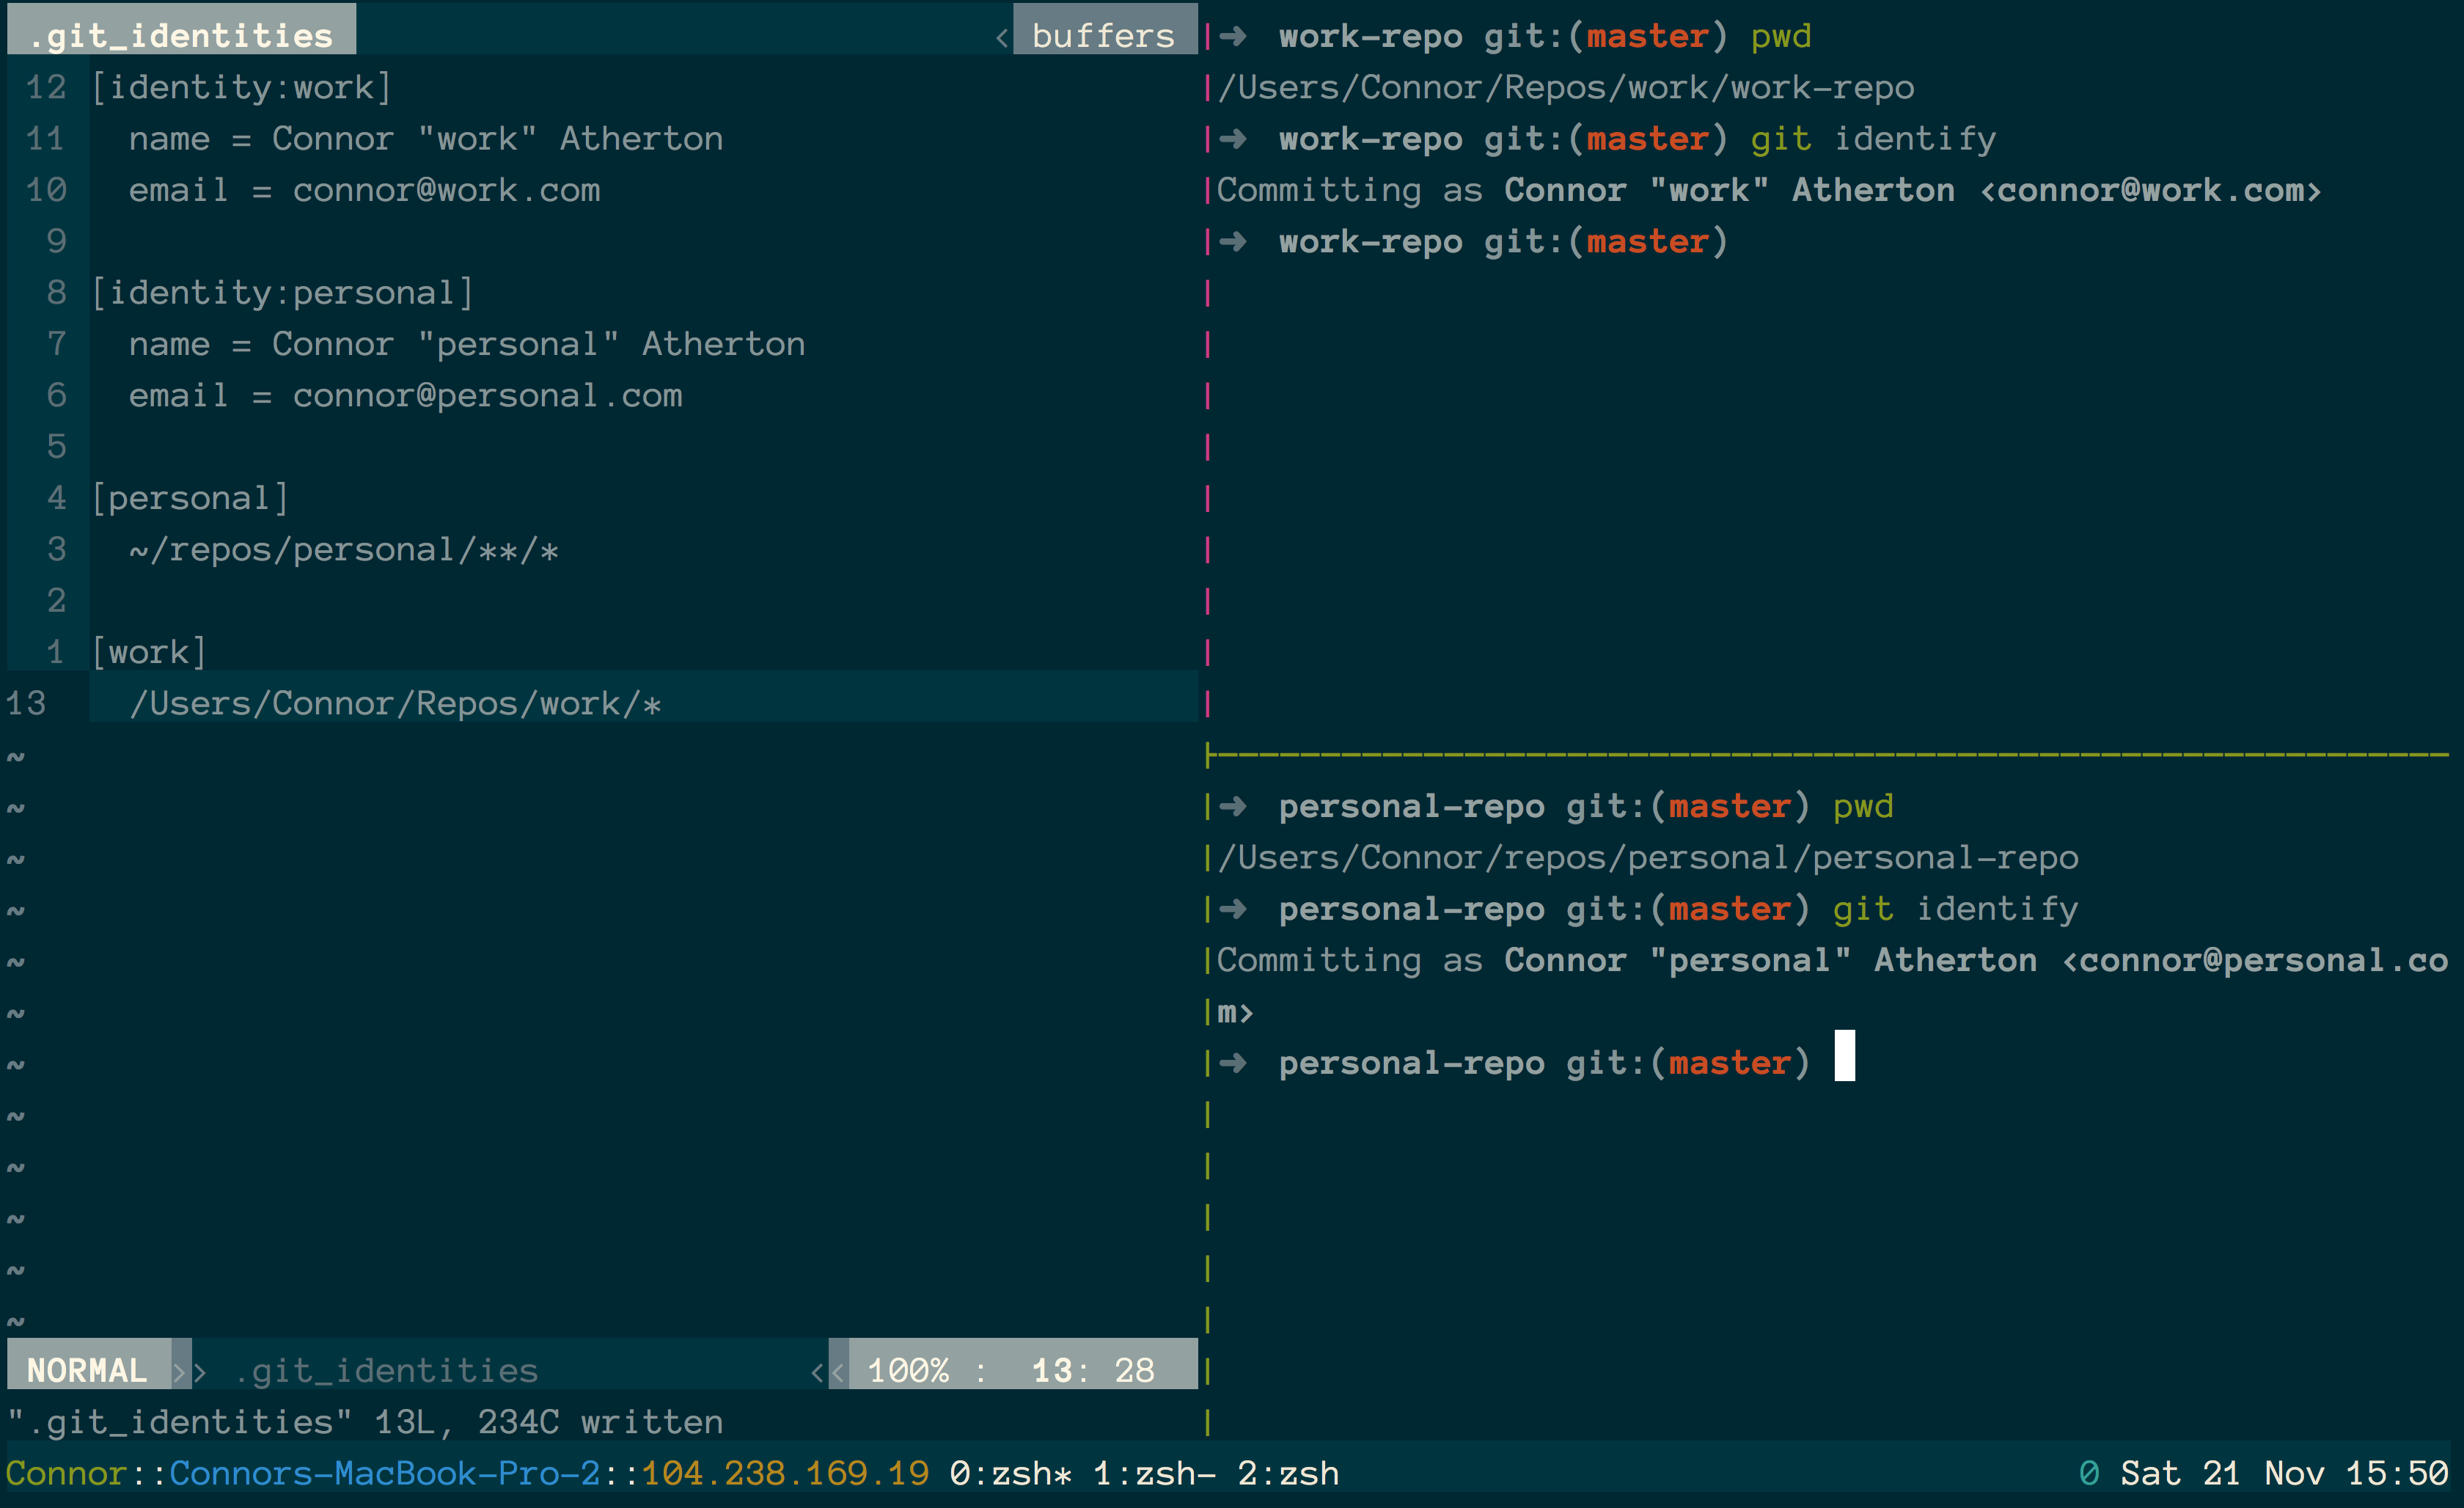 .git_identities < buffers
12 [identity:work]
11 name = Connor "work" Atherton
10 email = connor@work.com
9
8 [identity:personal]
7 name = Connor "personal" Atherton
6 email = connor@personal.com
5
4 [personal]
3 ~/repos/personal/**/*
2
1 [work]
13 /Users/Connor/Repos/work/*
~
~
~
~
~
~
~
~
~
~
~
~
NORMAL >> .git_identities << 100% : 13: 28
".git_identities" 13L, 234C written
➜ work-repo git:(master) pwd
/Users/Connor/Repos/work/work-repo
➜ work-repo git:(master) git identify
Committing as Connor "work" Atherton <connor@work.com>
➜ work-repo git:(master)
➜ personal-repo git:(master) pwd
/Users/Connor/repos/personal/personal-repo
➜ personal-repo git:(master) git identify
Committing as Connor "personal" Atherton <connor@personal.co
m>
➜ personal-repo git:(master)
Connor::Connors-MacBook-Pro-2::104.238.169.19 0:zsh* 1:zsh- 2:zsh 0 Sat 21 Nov 15:50